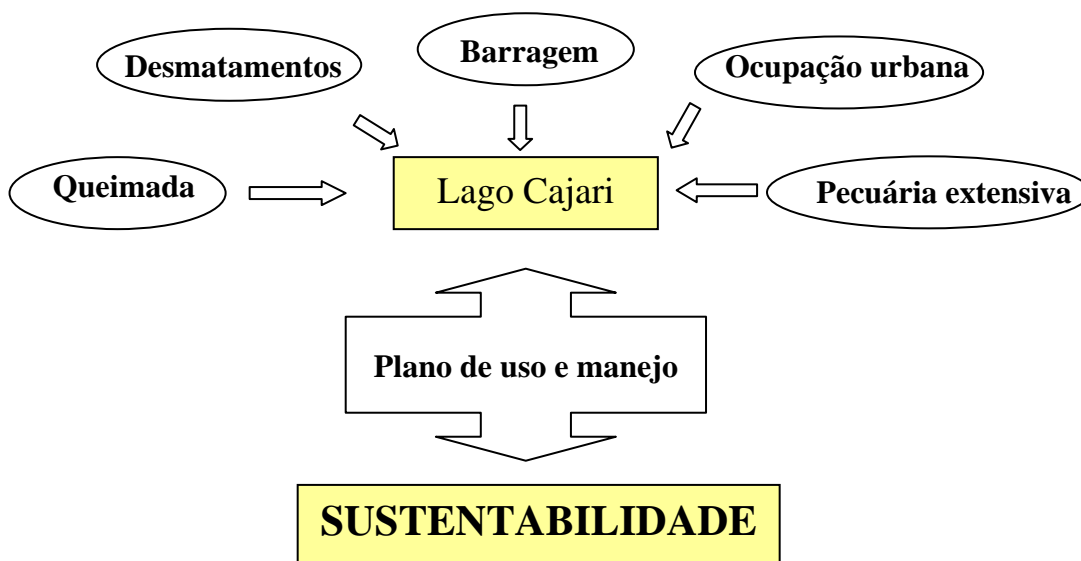 Barragem
Desmatamentos
Ocupação urbana
Queimada
Lago Cajari
Pecuária extensiva
Plano de uso e manejo
SUSTENTABILIDADE